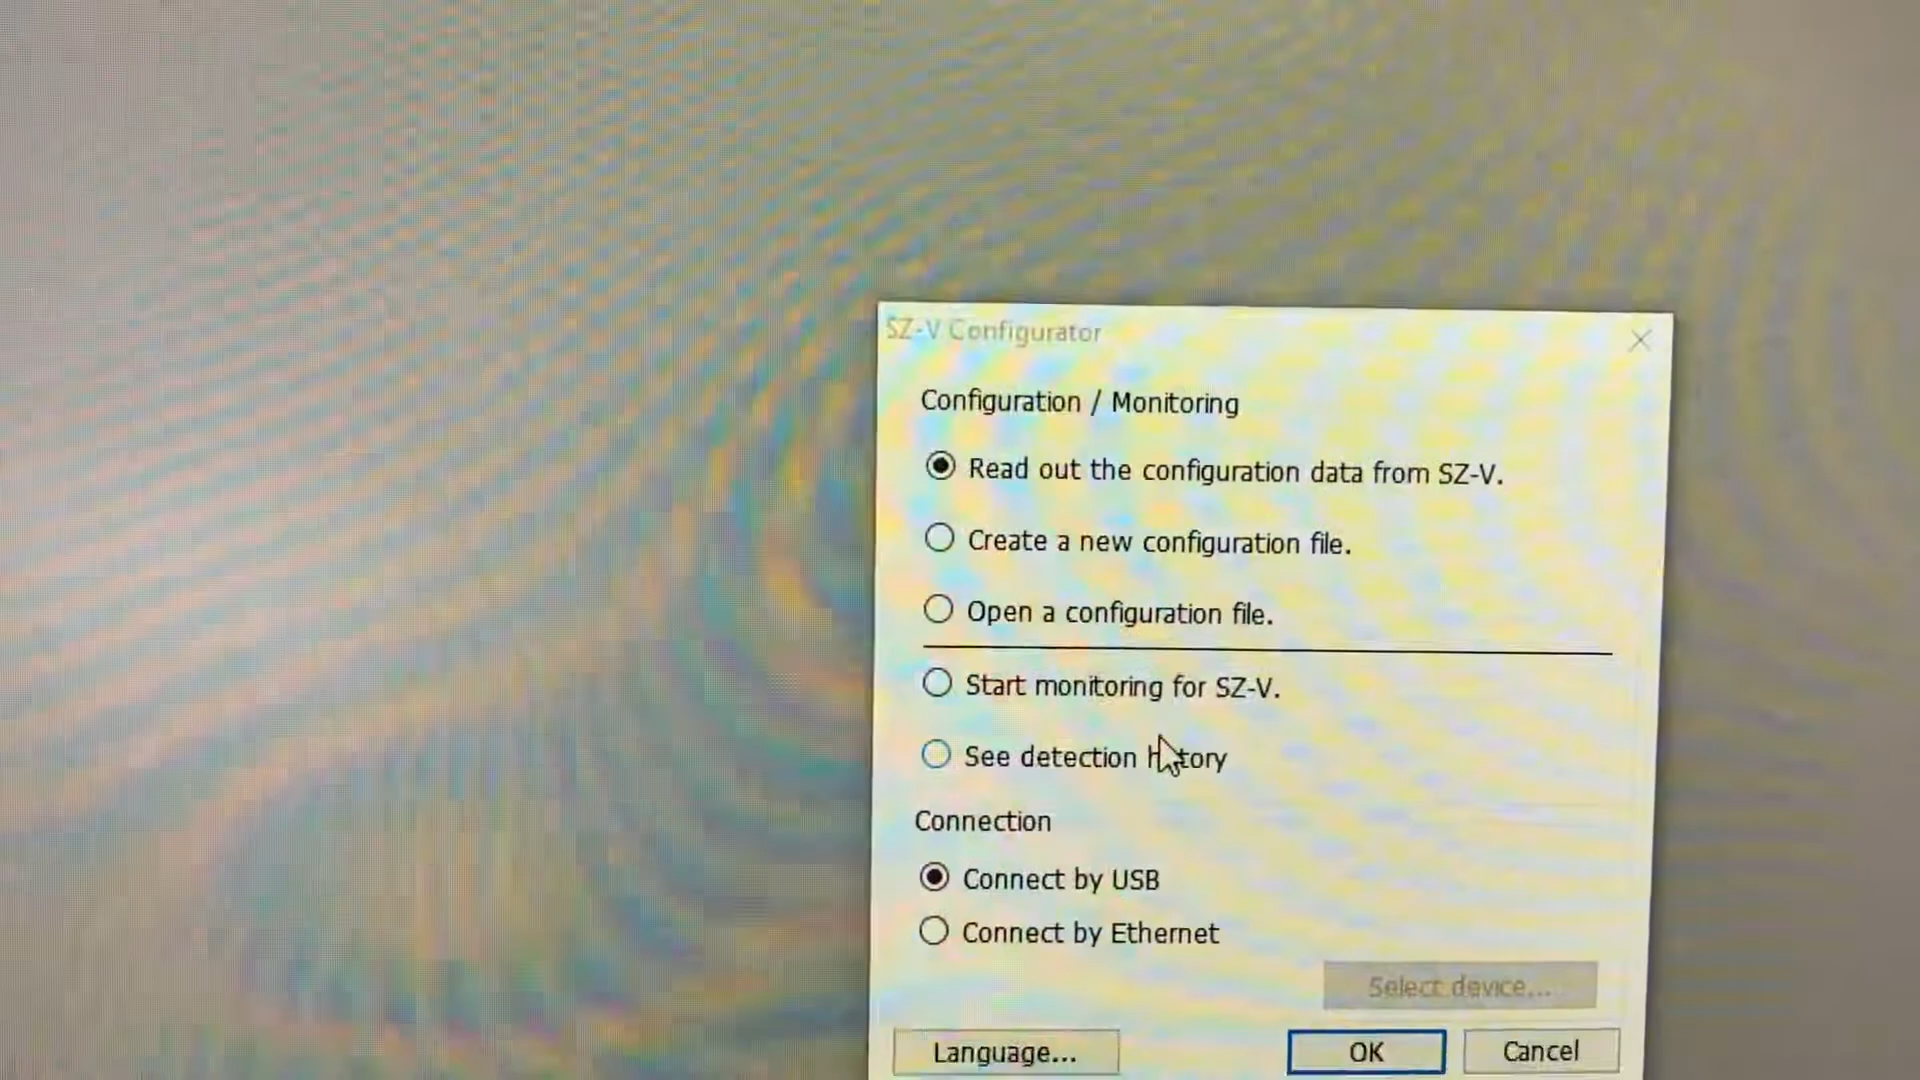 SZ-V Configurator
Configuration / Monitoring
Read out the configuration data from SZ-V.
Create a new configuration file.
Open a configuration file.
Start monitoring for SZ-V.
See detection history
Connection
Connect by USB
Connect by Ethernet
Select device...
Language...
OK
Cancel